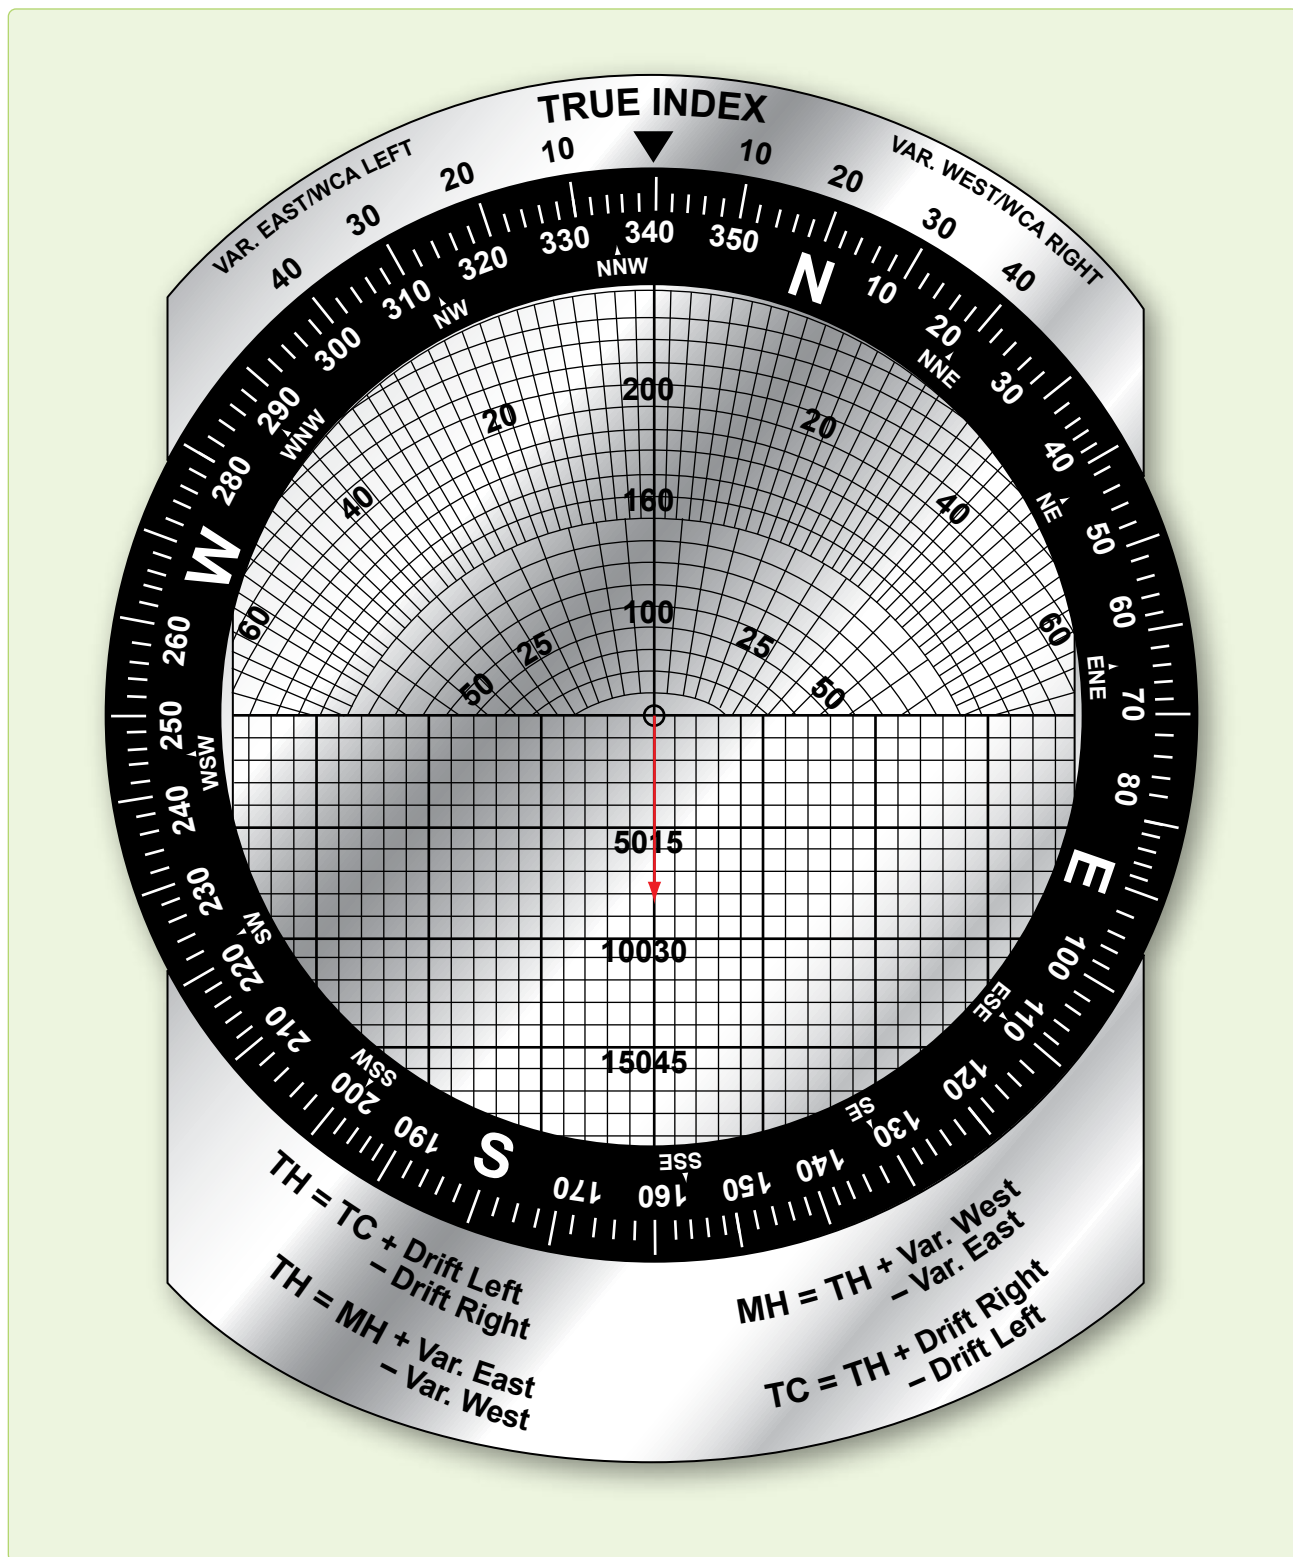 TRUE INDEX
VAR. EAST/WCA LEFT
VAR. WEST/WCA RIGHT
40 30 20 10 10 20 30 40
340 350 N 10 20 30 40 50 60 70 80 E 100 110 120 130 140 150 160 170 S 190 200 210 220 230 240 250 260 W 280 290 300 310 320 330
NNW NNE NE ENE ESE SE SSE SSW SW WSW WNW NW
200
20 20
160
40 40
100
60 60
25 25
50 50
5015
10030
15045
TH = TC + Drift Left
– Drift Right
TH = MH + Var. East
– Var. West
MH = TH + Var. West
– Var. East
TC = TH + Drift Right
– Drift Left